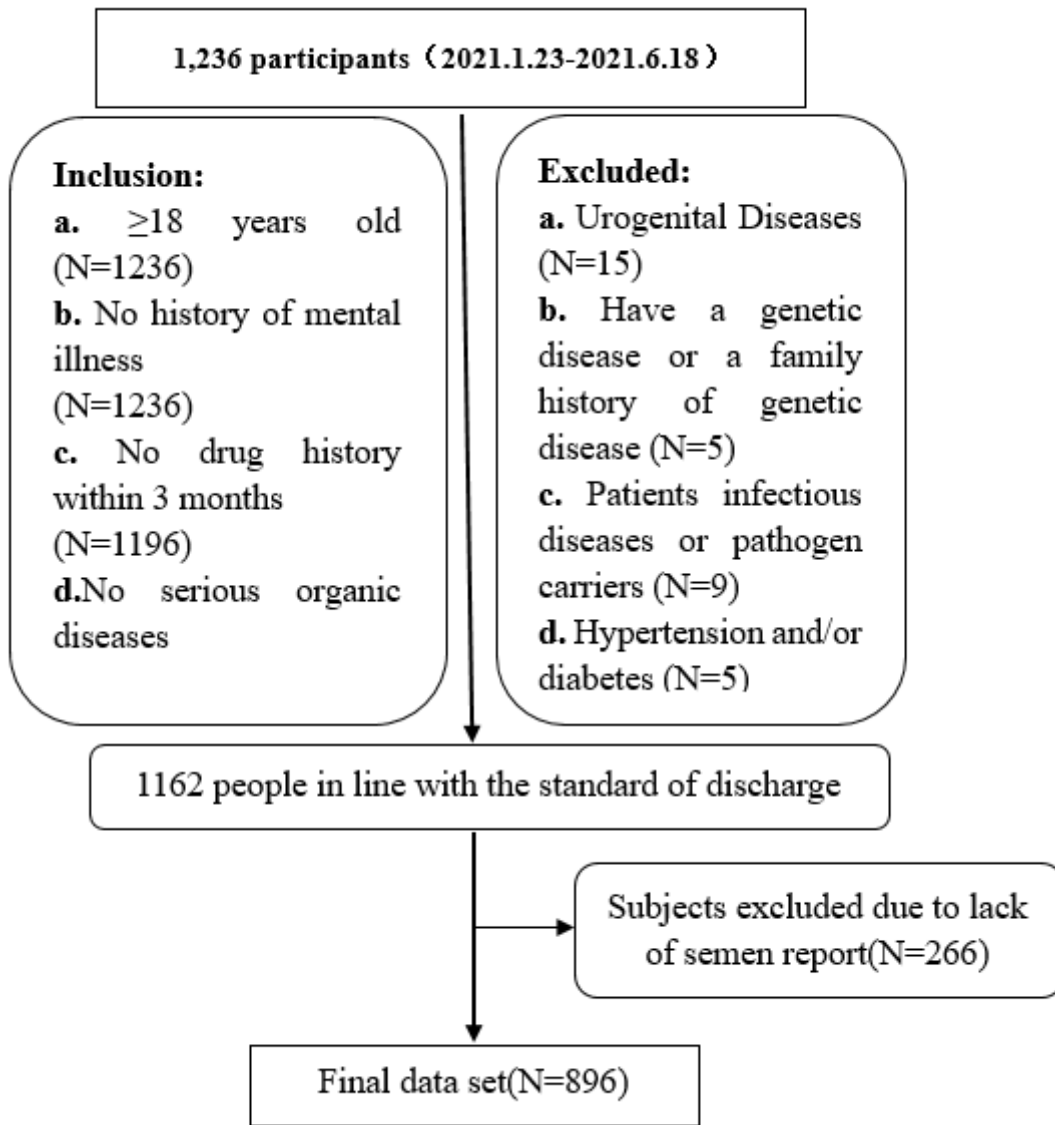 1,236 participants（2021.1.23-2021.6.18）
Inclusion:
a. ≥18 years old
(N=1236)
b. No history of mental
illness
(N=1236)
c. No drug history
within 3 months
(N=1196)
d.No serious organic
diseases
Excluded:
a. Urogenital Diseases
(N=15)
b. Have a genetic
disease or a family
history of genetic
disease (N=5)
c. Patients infectious
diseases or pathogen
carriers (N=9)
d. Hypertension and/or
diabetes (N=5)
1162 people in line with the standard of discharge
Subjects excluded due to lack
of semen report(N=266)
Final data set(N=896)